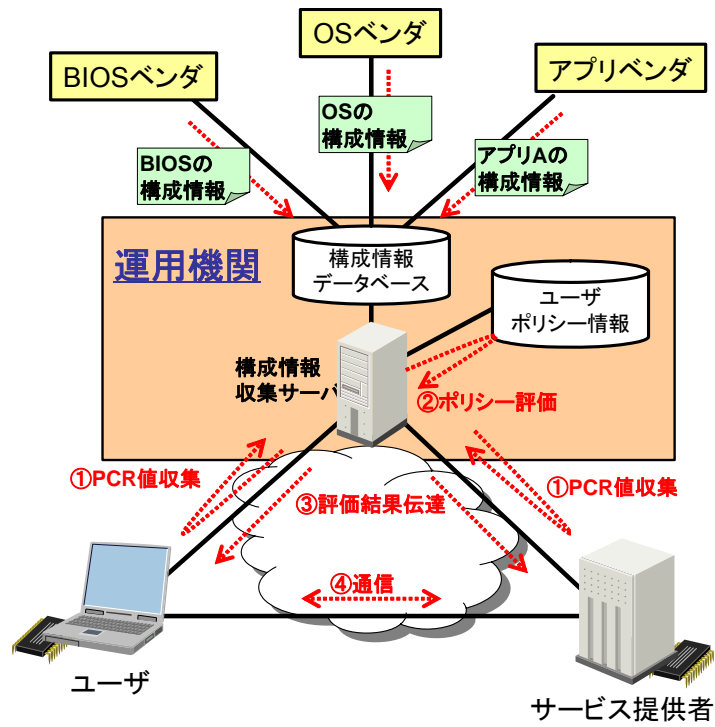 OSベンダ
BIOSベンダ
アプリベンダ
OSの
構成情報
BIOSの
構成情報
アプリAの
構成情報
運用機関
構成情報
データベース
ユーザ
ポリシー情報
構成情報
収集サーバ
②ポリシー評価
①PCR値収集
①PCR値収集
③評価結果伝達
④通信
ユーザ
サービス提供者